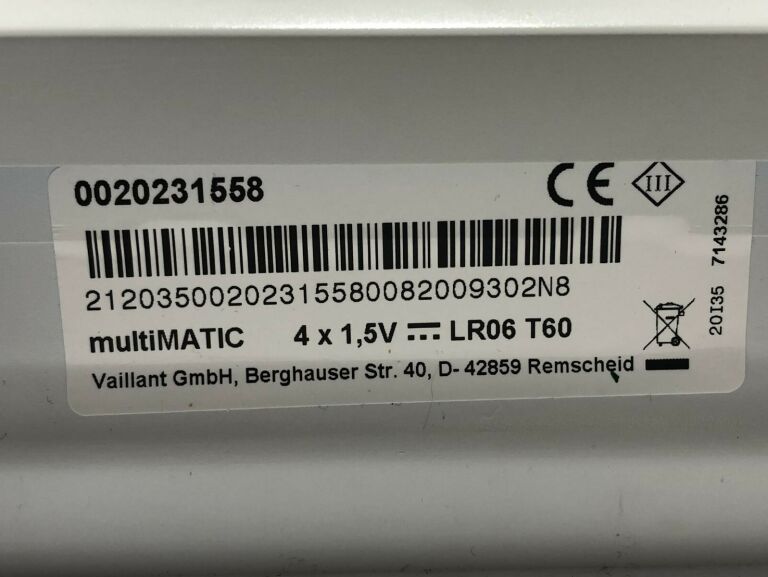 0020231558
CE
III
21203500202315580082009302N8
multiMATIC 4 x 1,5V LR06 T60
Vaillant GmbH, Berghauser Str. 40, D- 42859 Remscheid
20I35 7143286